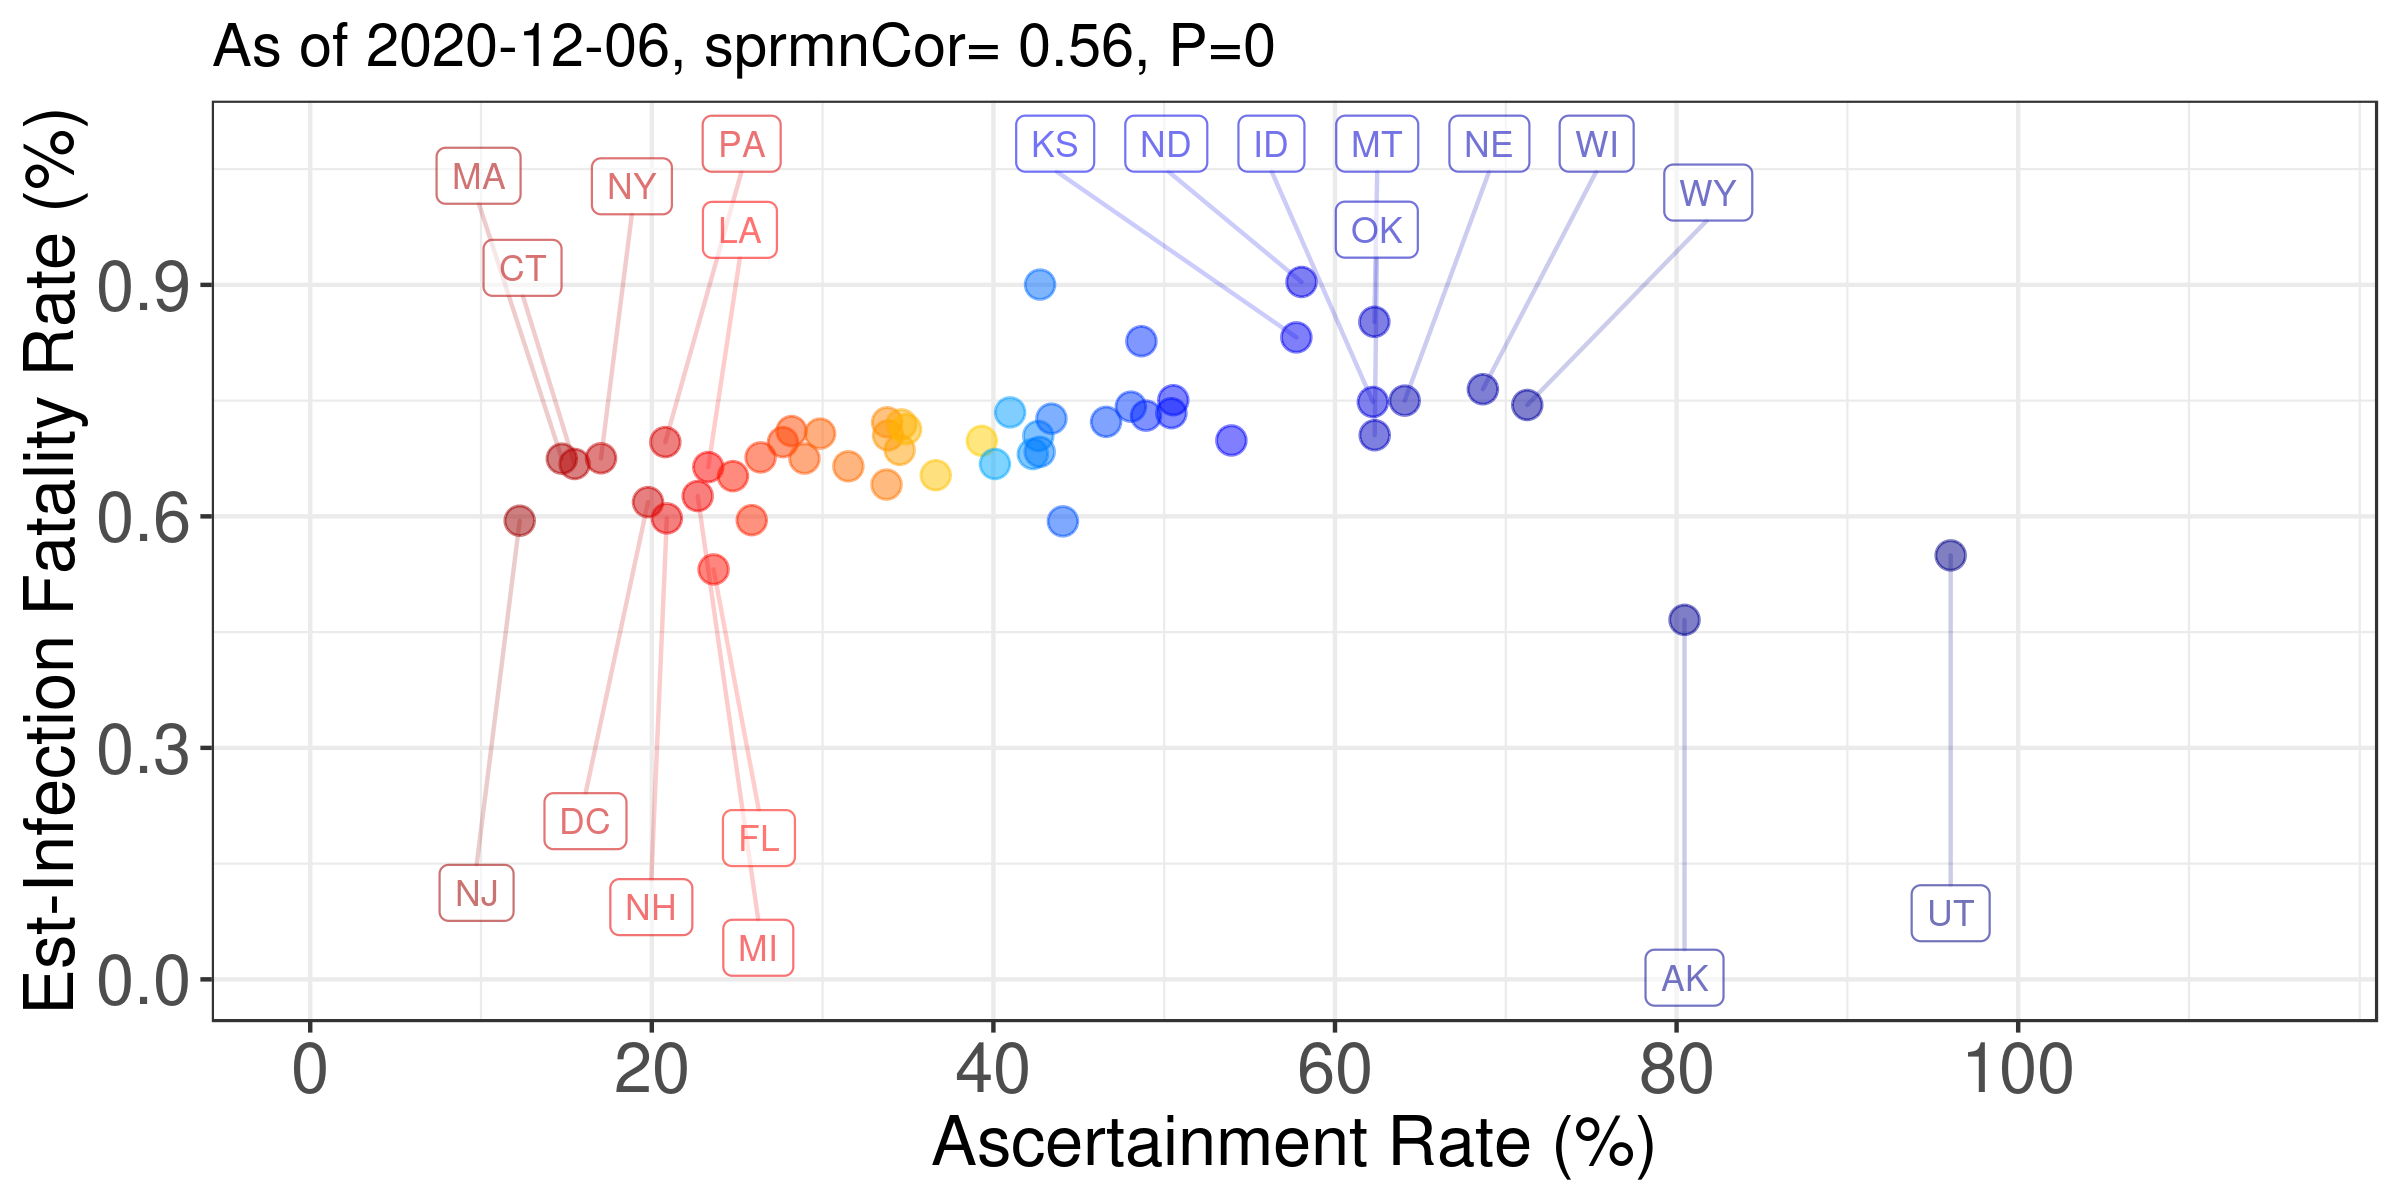 As of 2020-12-06, sprmnCor= 0.56, P=0
Est-Infection Fatality Rate (%)
0.9
0.6
0.3
0.0
MA
NY
PA
CT
LA
KS
ND
ID
MT
NE
WI
WY
OK
DC
FL
NJ
NH
MI
UT
AK
0
20
40
60
80
100
Ascertainment Rate (%)